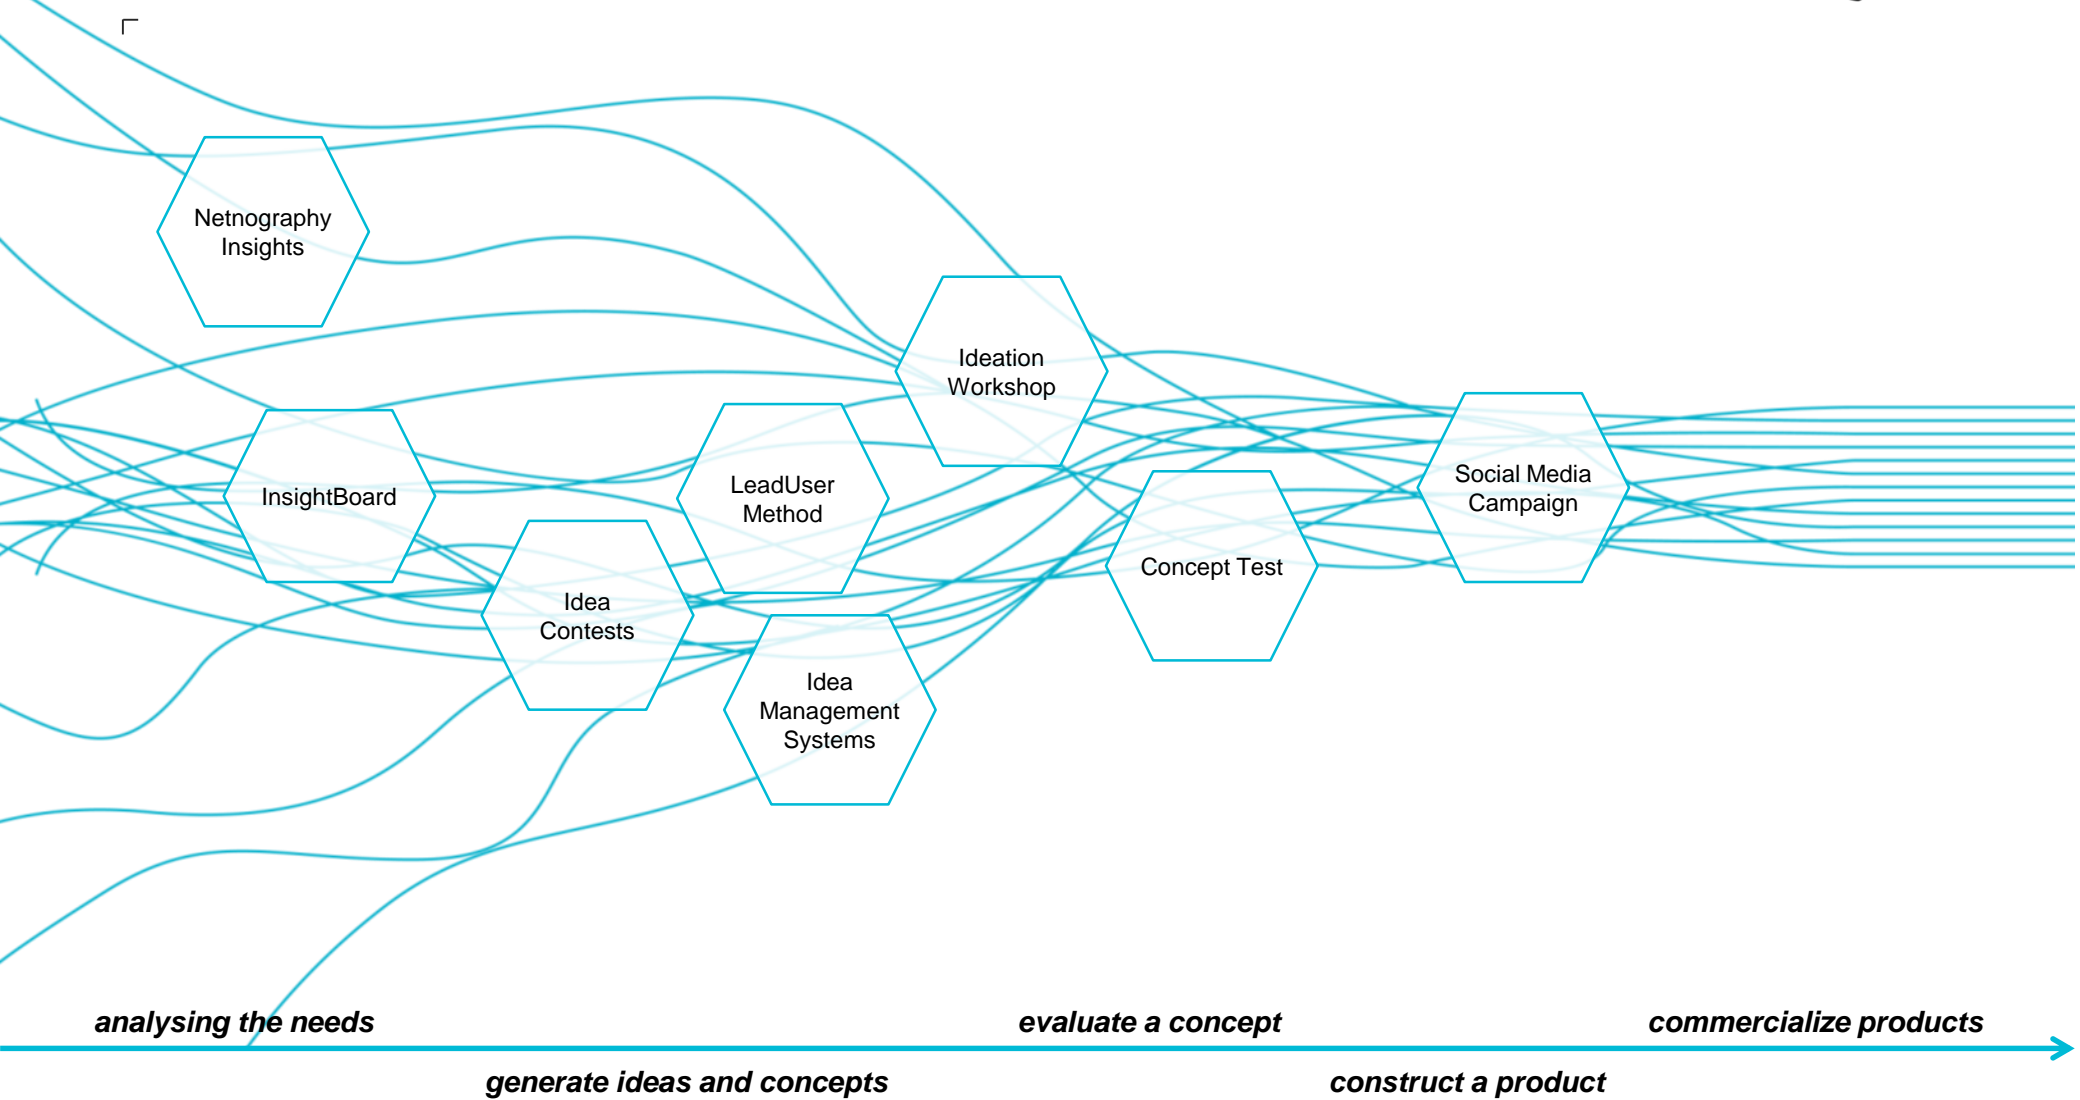 Netnography
Insights
Ideation
Workshop
InsightBoard
LeadUser
Method
Social Media
Campaign
Concept Test
Idea
Contests
Idea
Management
Systems
analysing the needs
evaluate a concept
commercialize products
generate ideas and concepts
construct a product